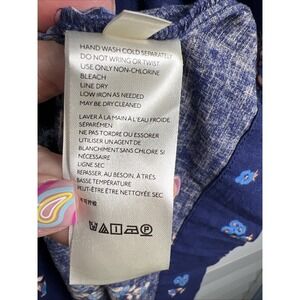 HAND WASH COLD SEPARATELY
DO NOT WRING OR TWIST
USE ONLY NON-CHLORINE
BLEACH
LINE DRY
LOW IRON AS NEEDED
MAY BE DRY CLEANED
LAVER À LA MAIN À L'EAU FROIDE,
SÉPARÉMEN
NE PAS TORDRE OU ESSORER
UTILISER UN AGENT DE
BLANCHIMENT SANS CHLORE SI
NÉCESSAIRE
LIGNE SEC
REPASSER, AU BESOIN, À TRÈS
BASSE TEMPÉRATURE
PEUT-ÊTRE ÊTRE NETTOYÉE SEC